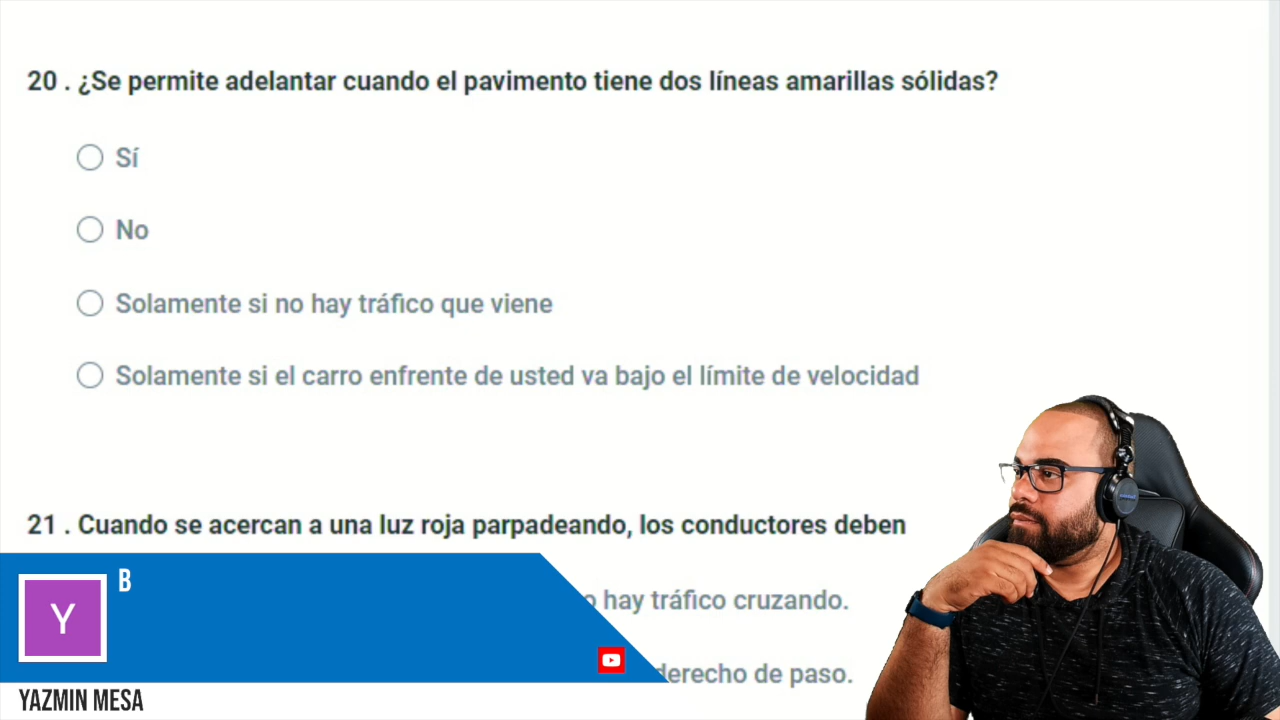 20 . ¿Se permite adelantar cuando el pavimento tiene dos líneas amarillas sólidas?
Sí
No
Solamente si no hay tráfico que viene
Solamente si el carro enfrente de usted va bajo el límite de velocidad
21 . Cuando se acercan a una luz roja parpadeando, los conductores deben
hay tráfico cruzando.
derecho de paso.
B
Y
YAZMIN MESA